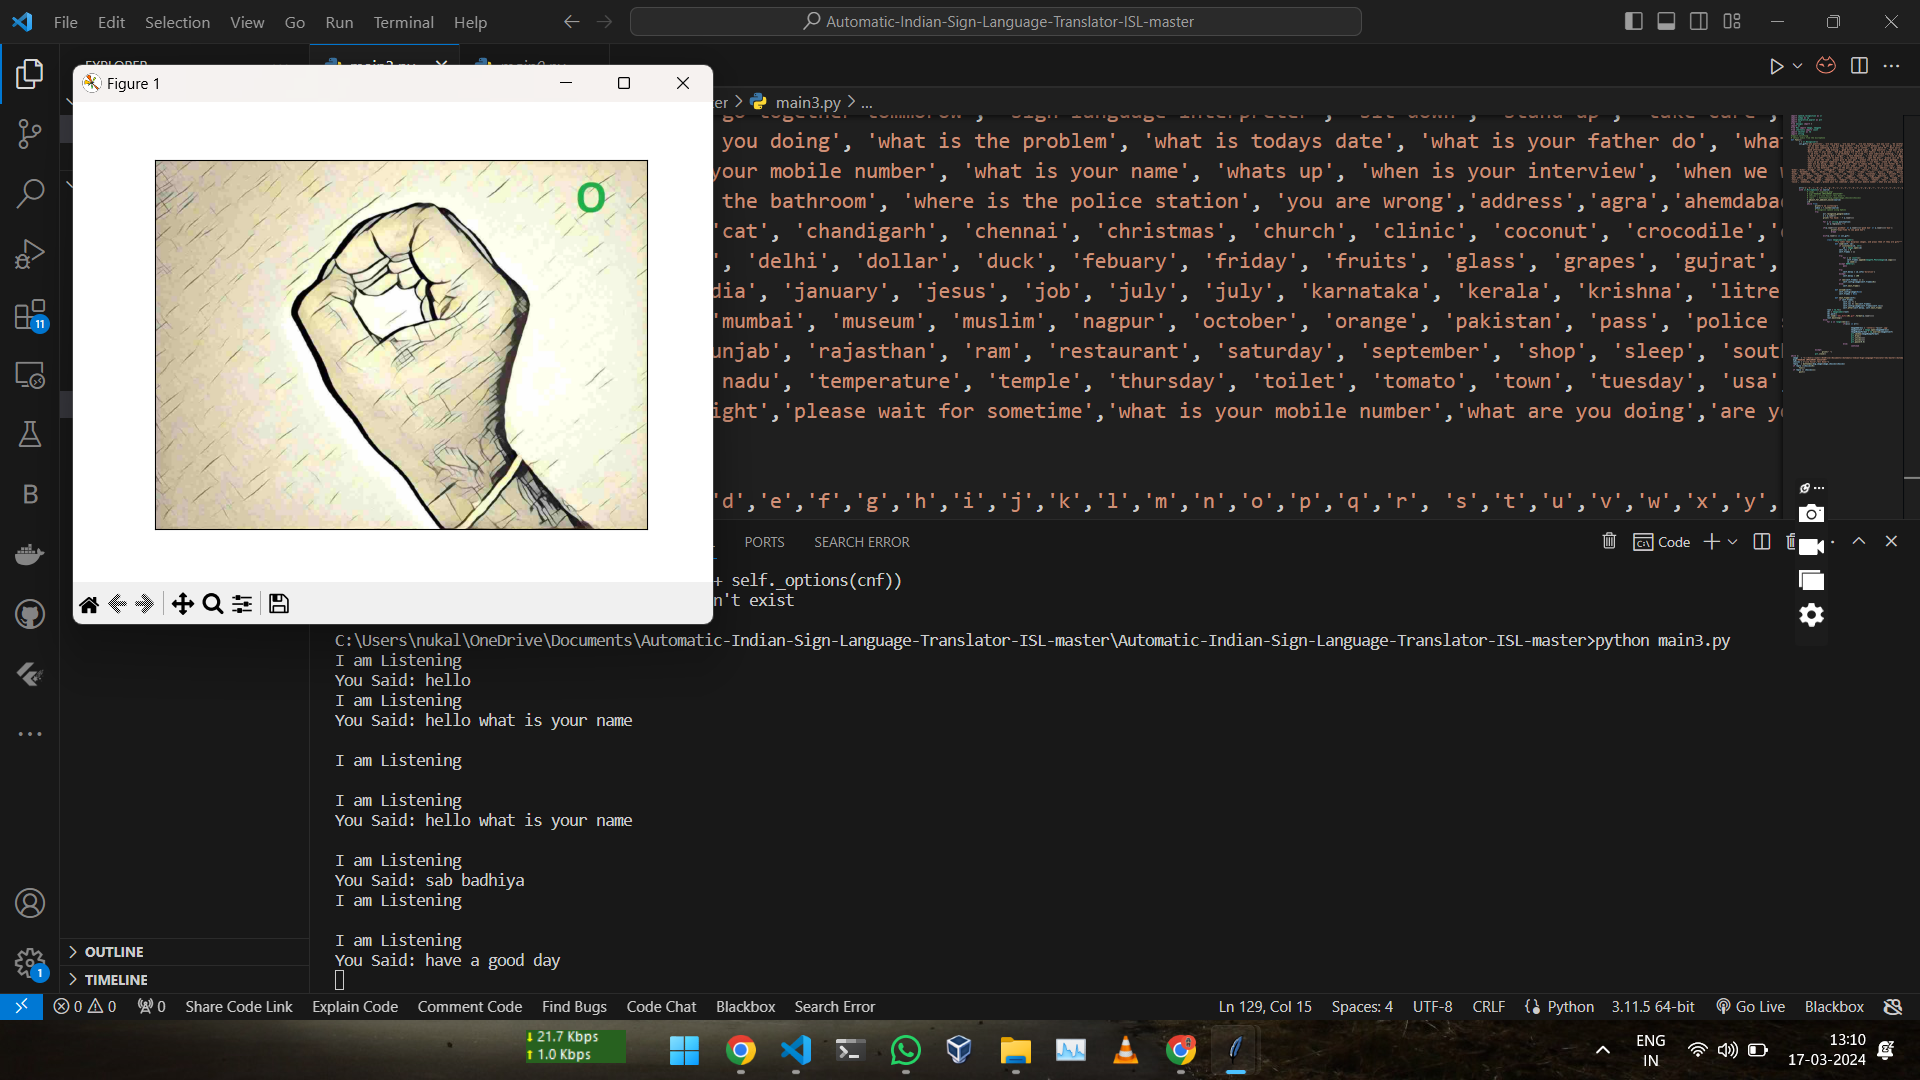 File Edit Selection View Go Run Terminal Help
Automatic-Indian-Sign-Language-Translator-ISL-master
Figure 1
O
main3.py > ...
you doing', 'what is the problem', 'what is todays date', 'what is your father do',
your mobile number', 'what is your name', 'whats up', 'when is your interview', 'when we
the bathroom', 'where is the police station', 'you are wrong','address','agra','ahemdabad
'cat', 'chandigarh', 'chennai', 'christmas', 'church', 'clinic', 'coconut', 'crocodile',
', 'delhi', 'dollar', 'duck', 'febuary', 'friday', 'fruits', 'glass', 'grapes', 'gujrat',
dia', 'january', 'jesus', 'job', 'july', 'july', 'karnataka', 'kerala', 'krishna', 'litre
'mumbai', 'museum', 'muslim', 'nagpur', 'october', 'orange', 'pakistan', 'pass', 'police
unjab', 'rajasthan', 'ram', 'restaurant', 'saturday', 'september', 'shop', 'sleep', 'sout
nadu', 'temperature', 'temple', 'thursday', 'toilet', 'tomato', 'town', 'tuesday', 'usa'
ight','please wait for sometime','what is your mobile number','what are you doing','are
'd','e','f','g','h','i','j','k','l','m','n','o','p','q','r', 's','t','u','v','w','x','y',
PORTS SEARCH ERROR
Code
+ self._options(cnf))
n't exist
C:\Users\nukal\OneDrive\Documents\Automatic-Indian-Sign-Language-Translator-ISL-master\Automatic-Indian-Sign-Language-Translator-ISL-master>python main3.py
I am Listening
You Said: hello
I am Listening
You Said: hello what is your name
I am Listening
I am Listening
You Said: hello what is your name
I am Listening
You Said: sab badhiya
I am Listening
I am Listening
You Said: have a good day
11
B
1
OUTLINE
TIMELINE
0 0 0 Share Code Link Explain Code Comment Code Find Bugs Code Chat Blackbox Search Error Ln 129, Col 15 Spaces: 4 UTF-8 CRLF Python 3.11.5 64-bit Go Live Blackbox
21.7 Kbps
1.0 Kbps
ENG
IN
13:10
17-03-2024